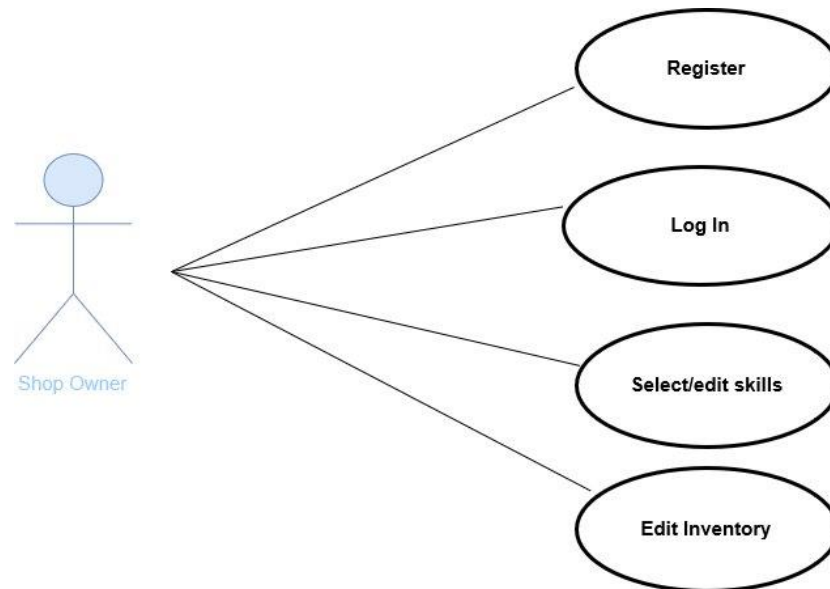 Register
Log In
Shop Owner
Select/edit skills
Edit Inventory